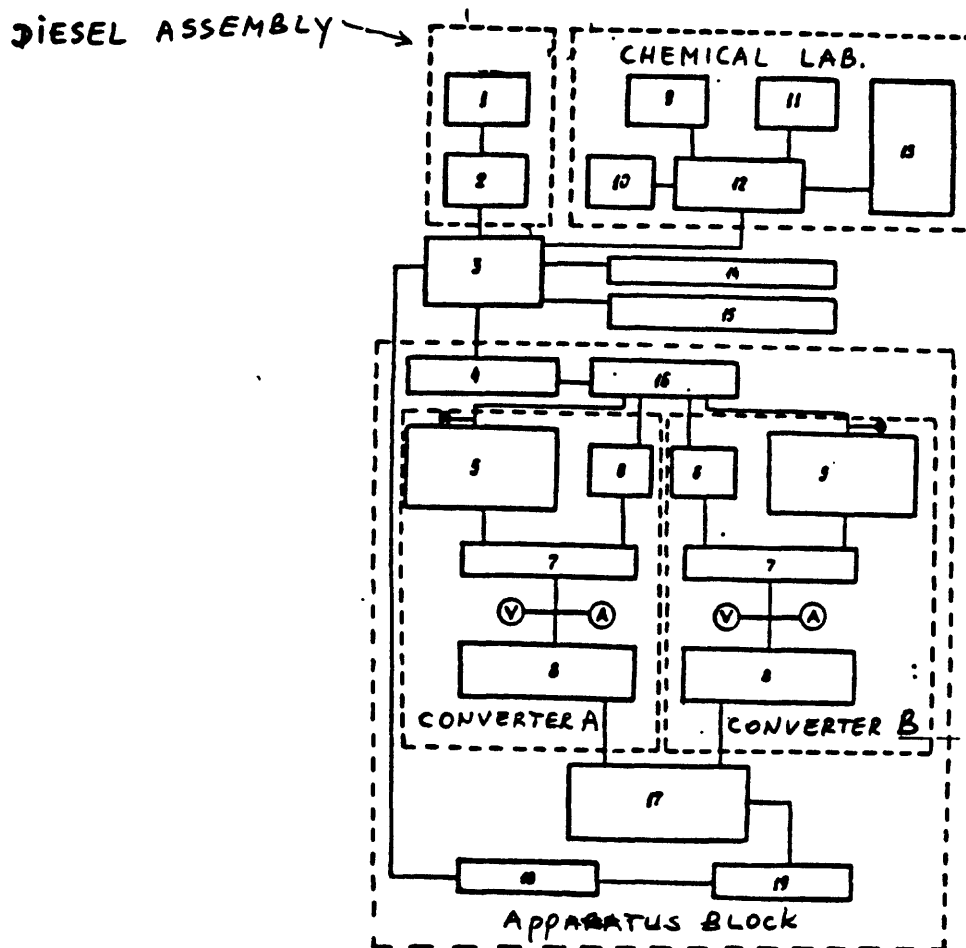 DIESEL ASSEMBLY
CHEMICAL LAB.
1
9
11
13
2
10
12
3
14
15
4
16
5
6
6
5
7
7
V
A
V
A
8
8
CONVERTER A
CONVERTER B
17
18
19
APPARATUS BLOCK